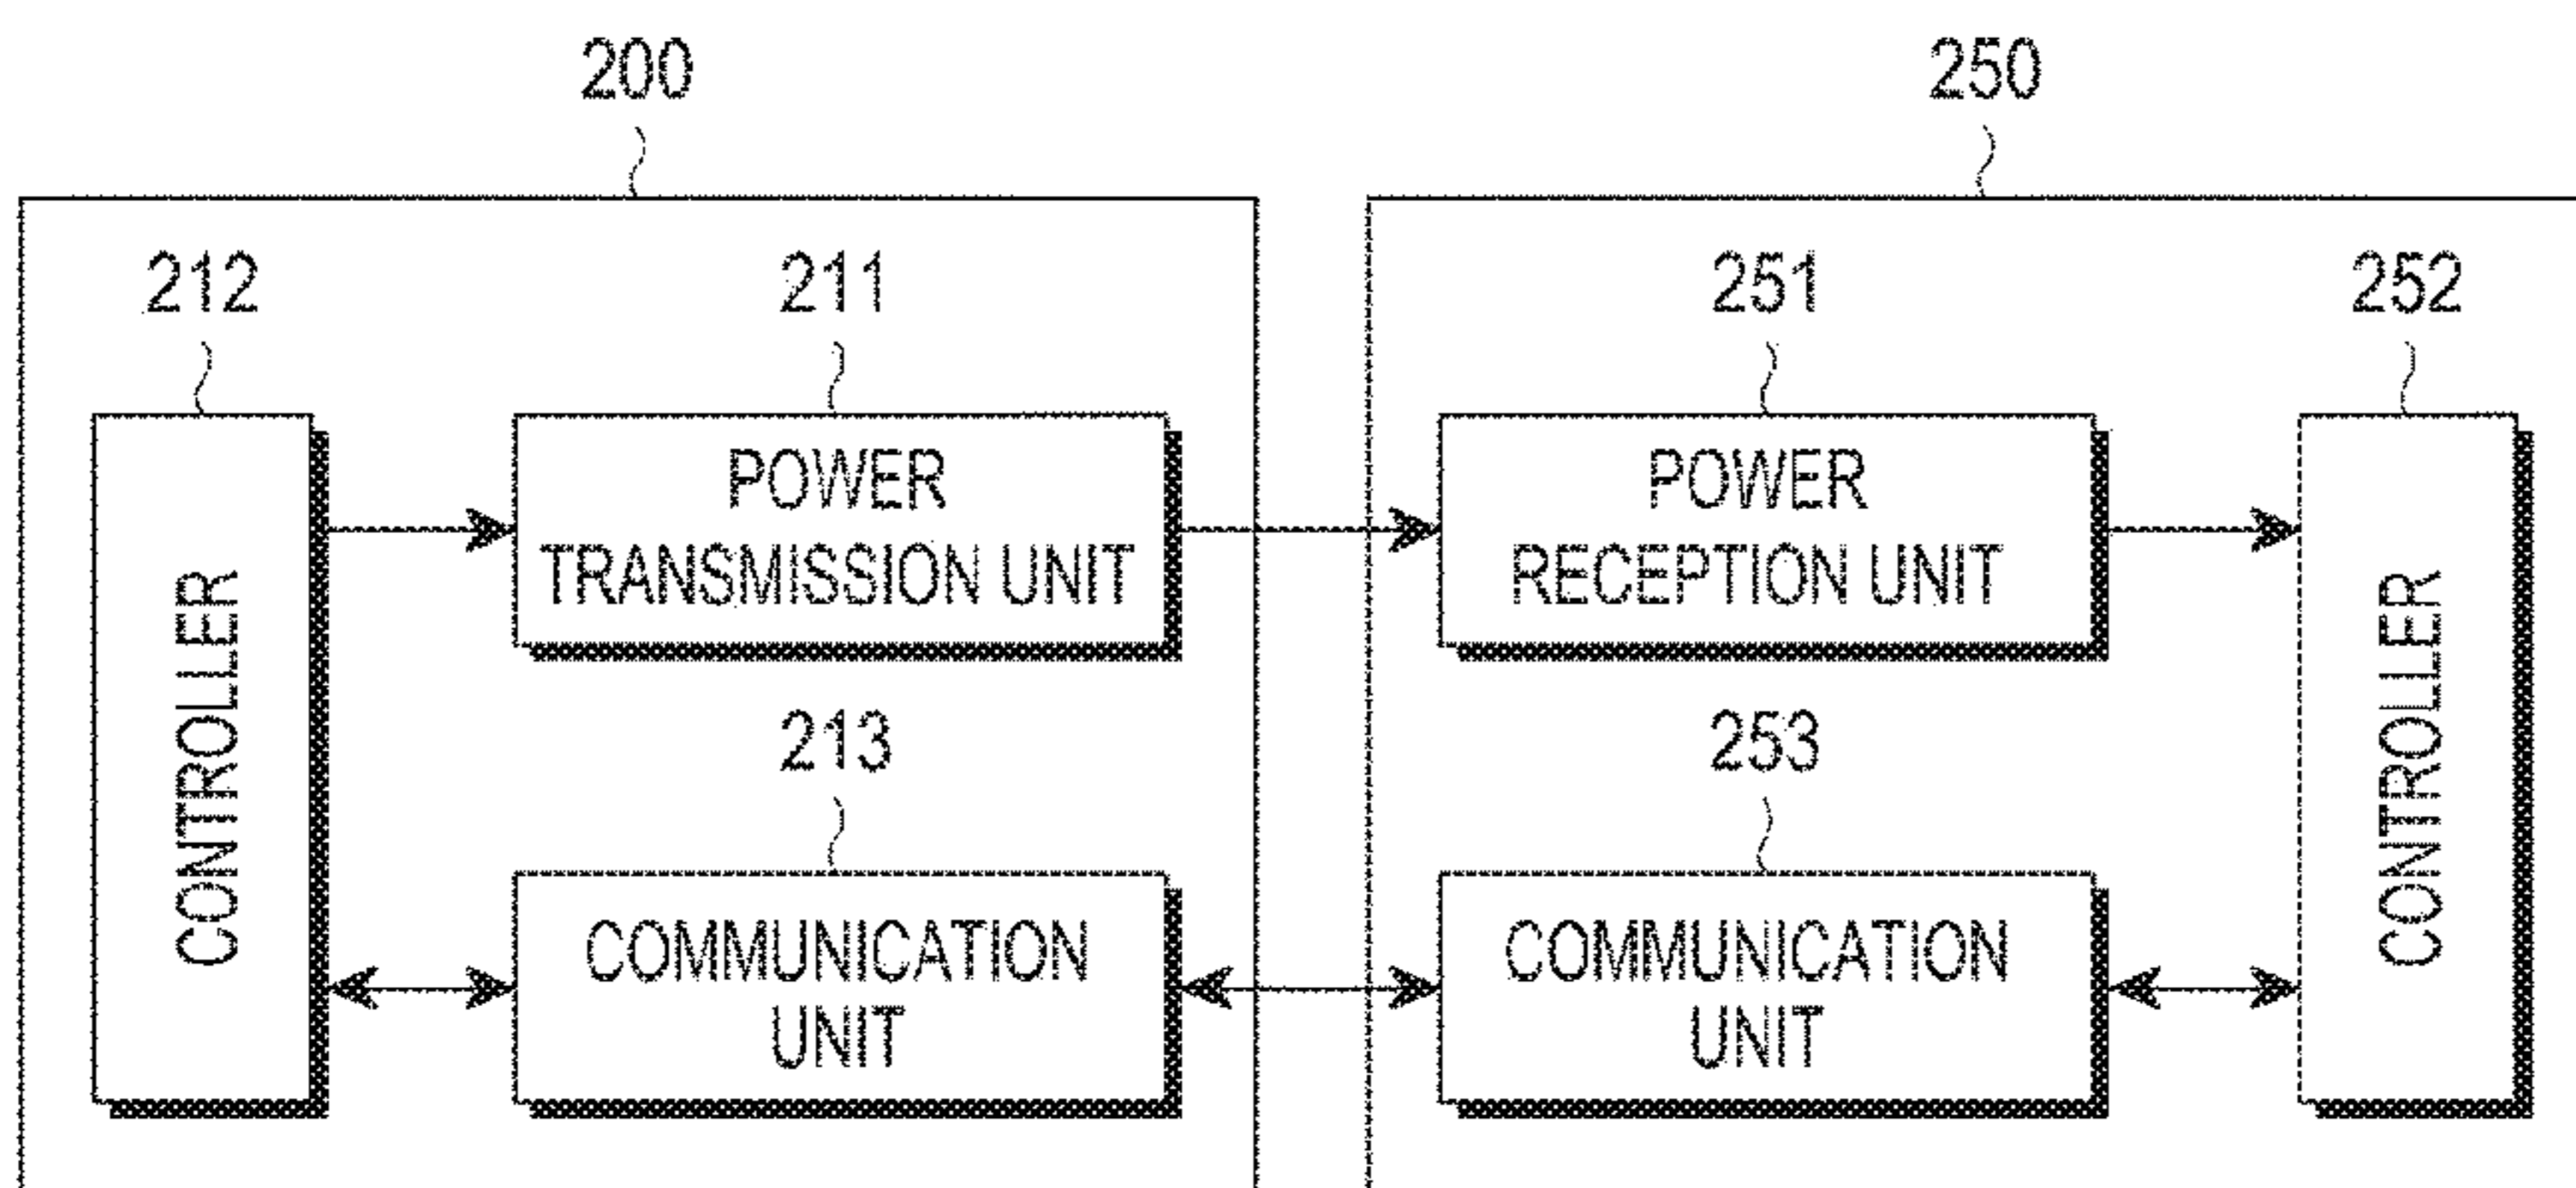 200
250
212
211
251
252
CONTROLLER
POWER
TRANSMISSION UNIT
POWER
RECEPTION UNIT
CONTROLLER
213
253
COMMUNICATION
UNIT
COMMUNICATION
UNIT